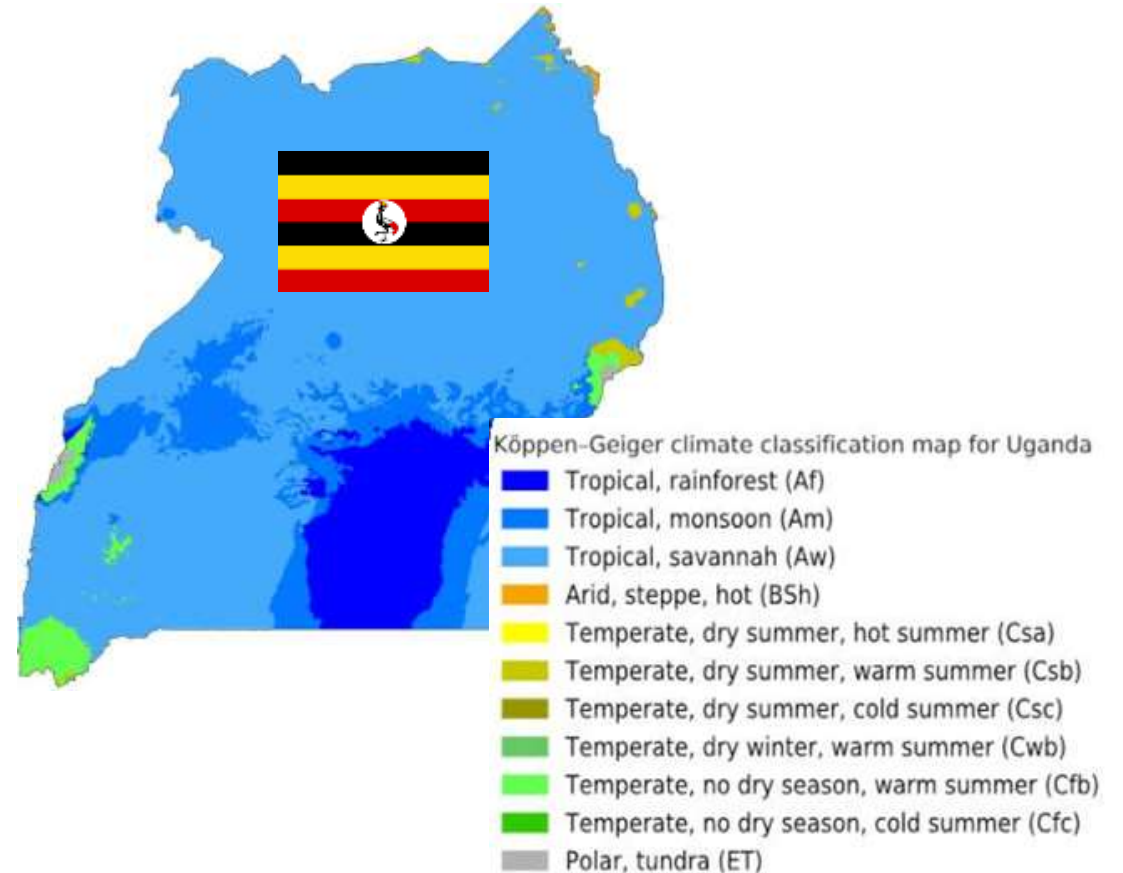 Köppen–Geiger climate classification map for Uganda
Tropical, rainforest (Af)
Tropical, monsoon (Am)
Tropical, savannah (Aw)
Arid, steppe, hot (BSh)
Temperate, dry summer, hot summer (Csa)
Temperate, dry summer, warm summer (Csb)
Temperate, dry summer, cold summer (Csc)
Temperate, dry winter, warm summer (Cwb)
Temperate, no dry season, warm summer (Cfb)
Temperate, no dry season, cold summer (Cfc)
Polar, tundra (ET)